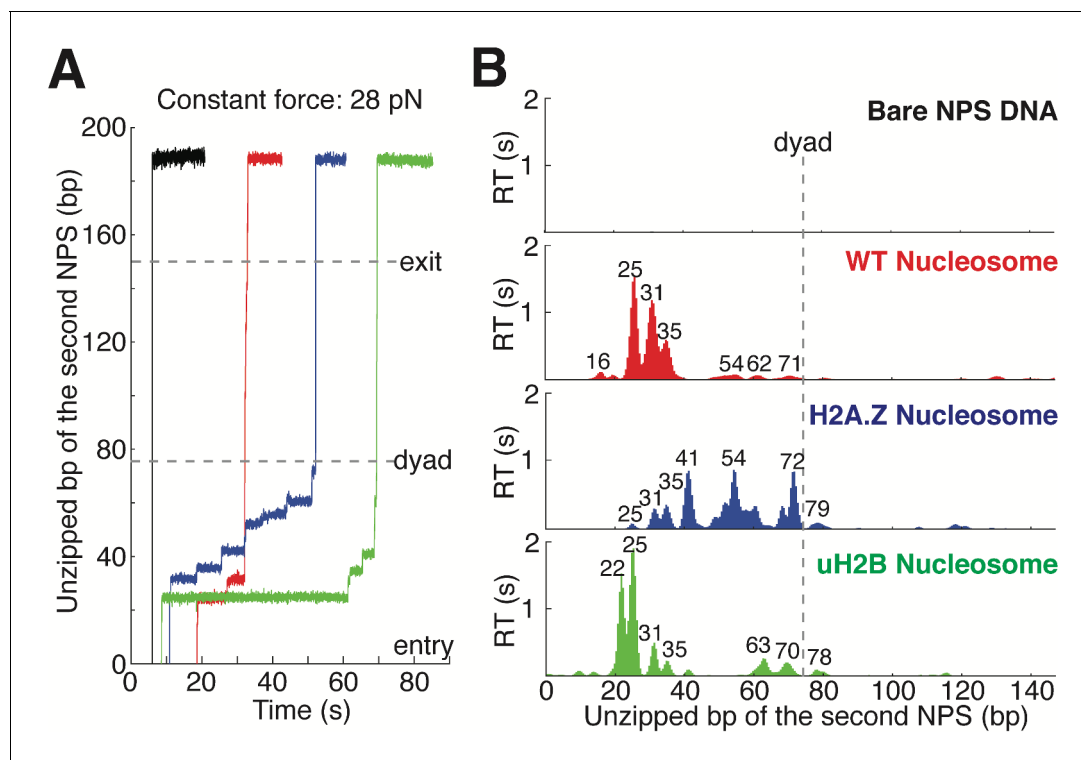 A
Constant force: 28 pN
Unzipped bp of the second NPS (bp)
200
160
120
80
40
0
exit
dyad
entry
0 20 40 60 80
Time (s)
B
Bare NPS DNA
dyad
RT (s)
2
1
WT Nucleosome
RT (s)
2
1
16 25 31 35 54 62 71
H2A.Z Nucleosome
RT (s)
2
1
25 31 35 41 54 72 79
uH2B Nucleosome
RT (s)
2
1
22 25 31 35 63 70 78
0 20 40 60 80 100 120 140
Unzipped bp of the second NPS (bp)